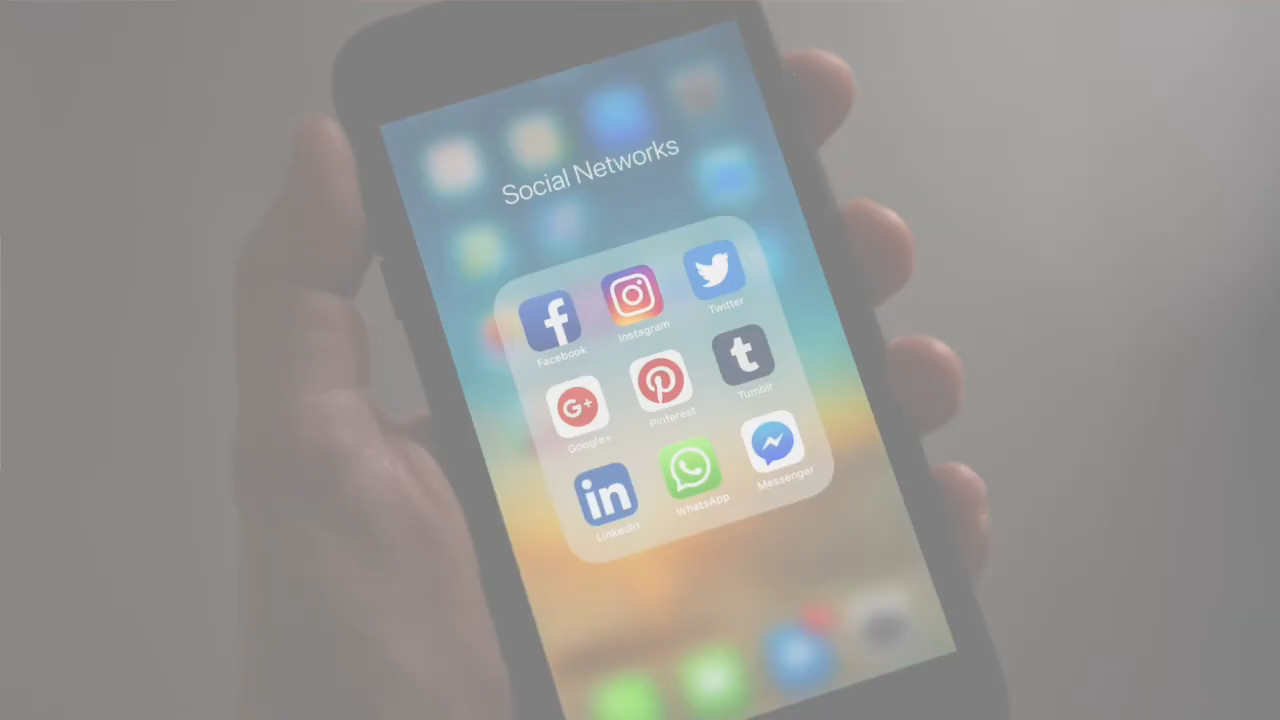 Social Networks
Facebook
Instagram
Twitter
Google+
Pinterest
Tumblr
LinkedIn
WhatsApp
Messenger